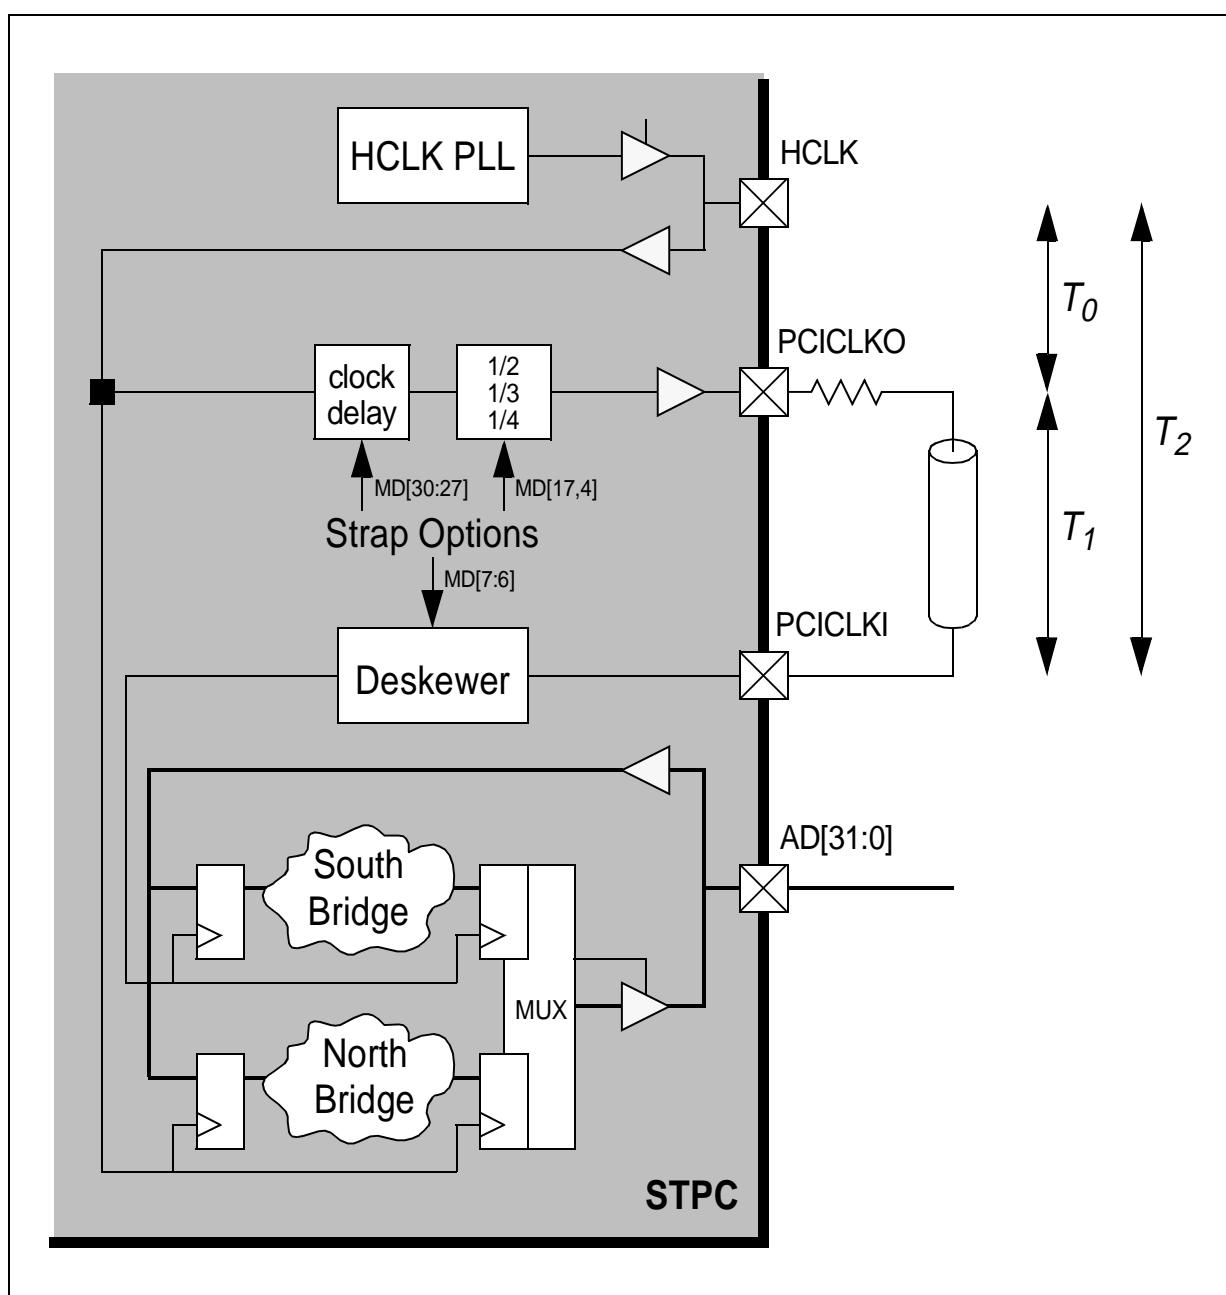 HCLK PLL
HCLK
T0
PCICLKO
clock
delay
1/2
1/3
1/4
T2
MD[30:27]
MD[17,4]
Strap Options
T1
MD[7:6]
PCICLKI
Deskewer
AD[31:0]
South
Bridge
MUX
North
Bridge
STPC